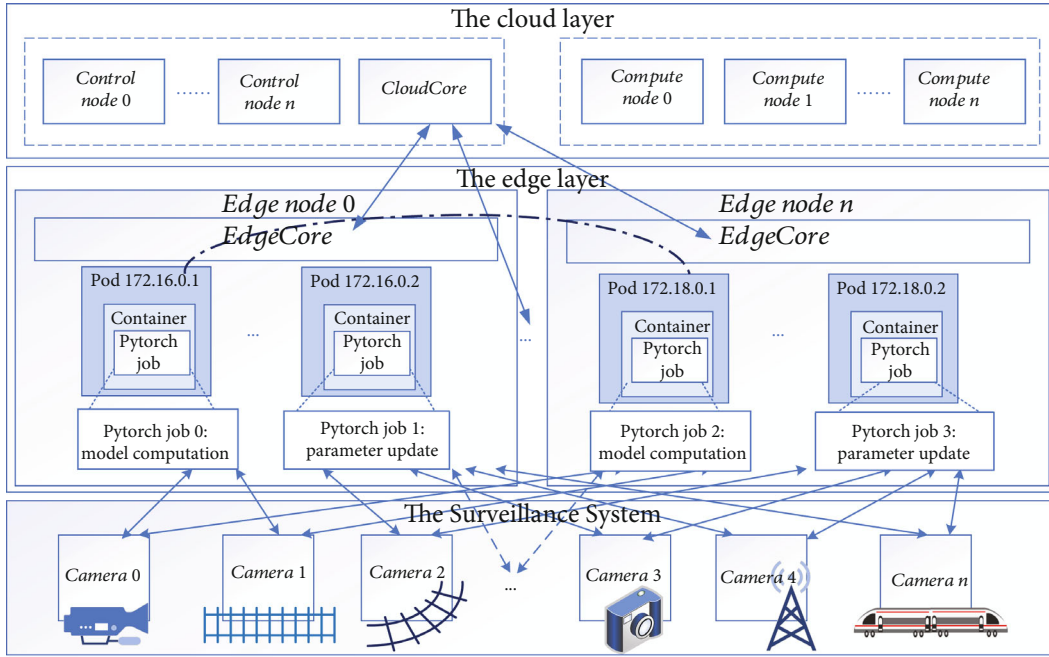 The cloud layer
Control
node 0
......
Control
node n
CloudCore
Compute
node 0
Compute
node 1
......
Compute
node n
The edge layer
Edge node 0
EdgeCore
Pod 172.16.0.1
Container
Pytorch
job
...
Pod 172.16.0.2
Container
Pytorch
job
Pytorch job 0:
model computation
Pytorch job 1:
parameter update
...
Edge node n
EdgeCore
Pod 172.18.0.1
Container
Pytorch
job
...
Pod 172.18.0.2
Container
Pytorch
job
Pytorch job 2:
model computation
Pytorch job 3:
parameter update
The Surveillance System
Camera 0
Camera 1
Camera 2
...
Camera 3
Camera 4
Camera n